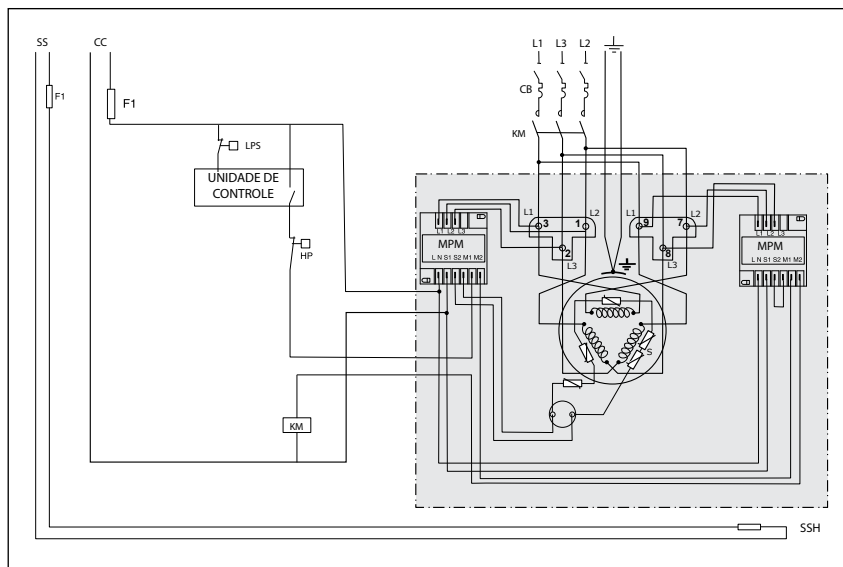 SS CC
F1
F1
LPS
UNIDADE DE
CONTROLE
HP
KM
L1 L3 L2
CB
KM
L1 3 1 L2
2
L3
L1 9 7 L2
8
L3
L1 L2 L3
MPM
L N S1 S2 M1 M2
L1 L2 L3
MPM
L N S1 S2 M1 M2
S
SSH